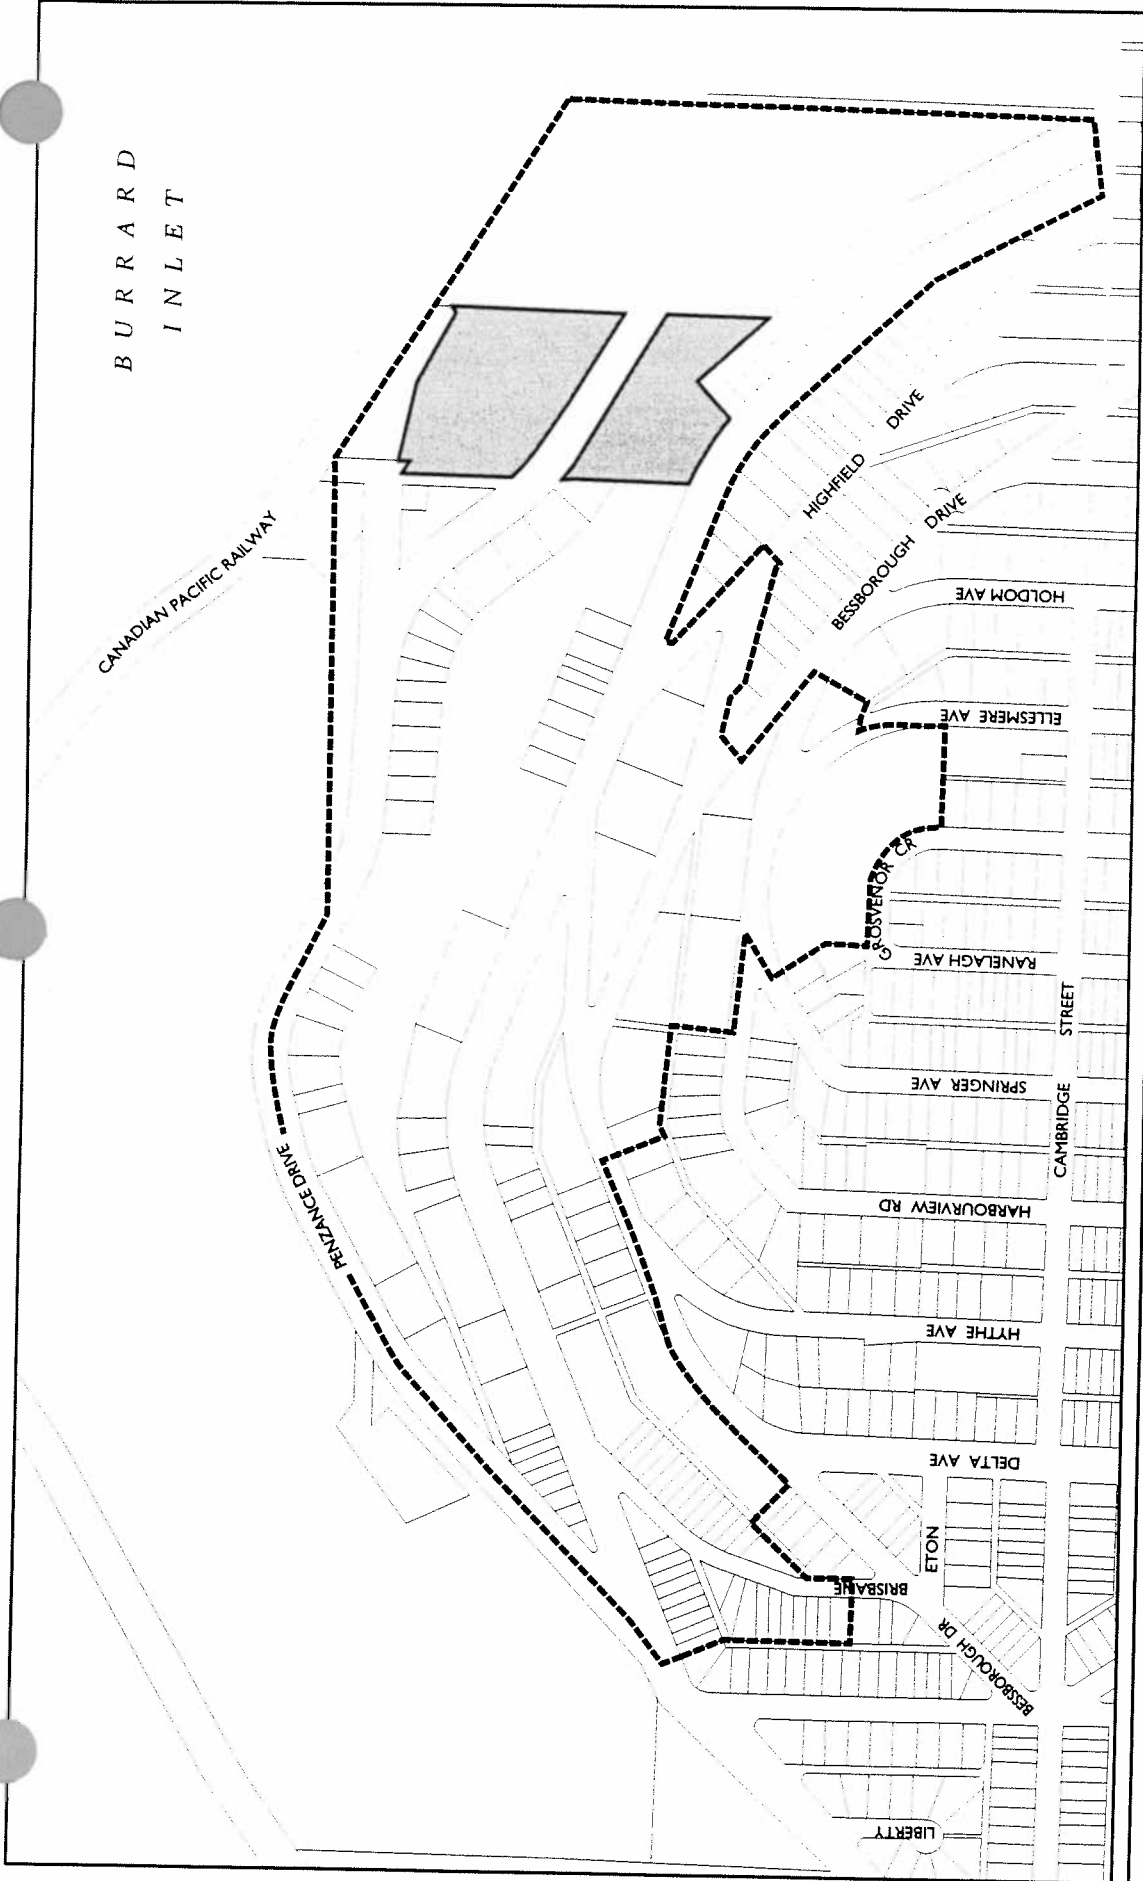 BURRARD
INLET
CANADIAN PACIFIC RAILWAY
HIGHFIELD DRIVE
BESSBOROUGH DRIVE
HOLDOM AVE
ELLESMERE AVE
GROSVENOR CR
RANELAGH AVE
CAMBRIDGE STREET
SPRINGER AVE
PENZANCE DRIVE
HARBOURVIEW RD
HYTHE AVE
DELTA AVE
ETON
BRISBANE
BESSBOROUGH DR
LIBERTY